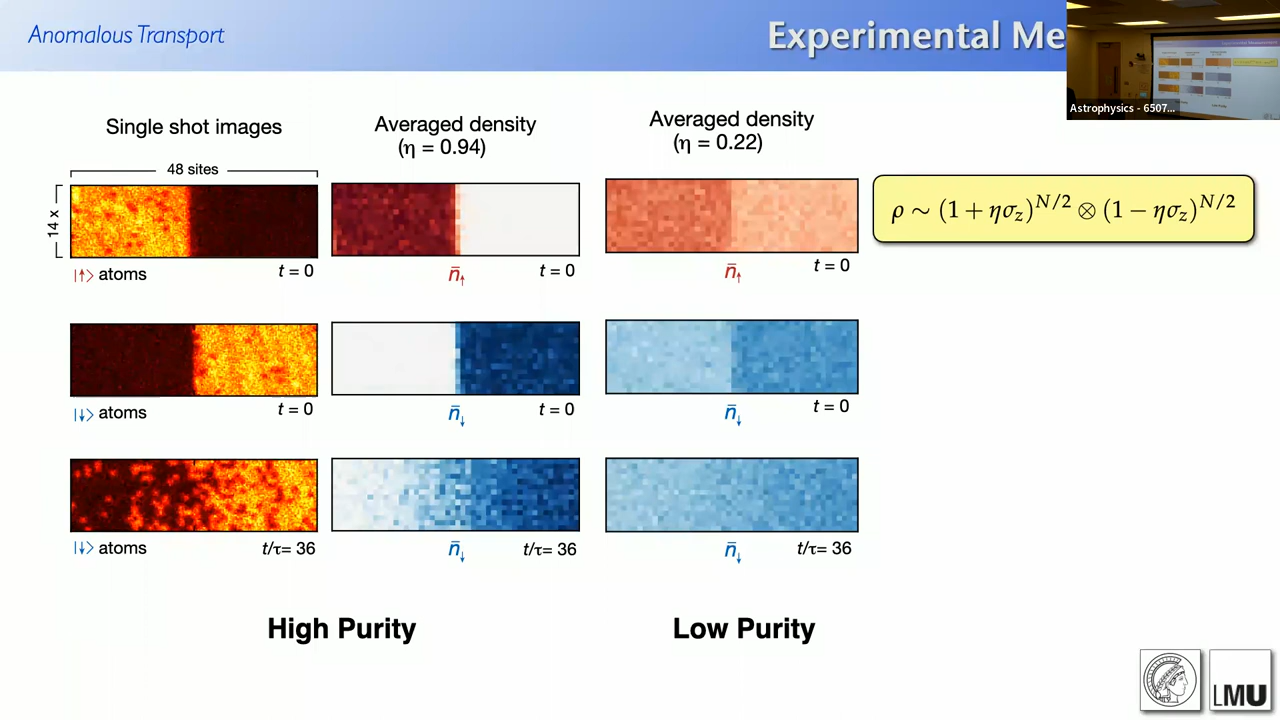 Anomalous Transport
Experimental Me
Astrophysics - 6507...
Single shot images
Averaged density
(η = 0.94)
Averaged density
(η = 0.22)
48 sites
14 x
|↑〉 atoms
t = 0
n̄↑
t = 0
n̄↑
t = 0
ρ ∼ (1 + ησz)^N/2 ⊗ (1 − ησz)^N/2
|↓〉 atoms
t = 0
n̄↓
t = 0
n̄↓
t = 0
|↓〉 atoms
t/τ= 36
n̄↓
t/τ= 36
n̄↓
t/τ= 36
High Purity
Low Purity
LMU